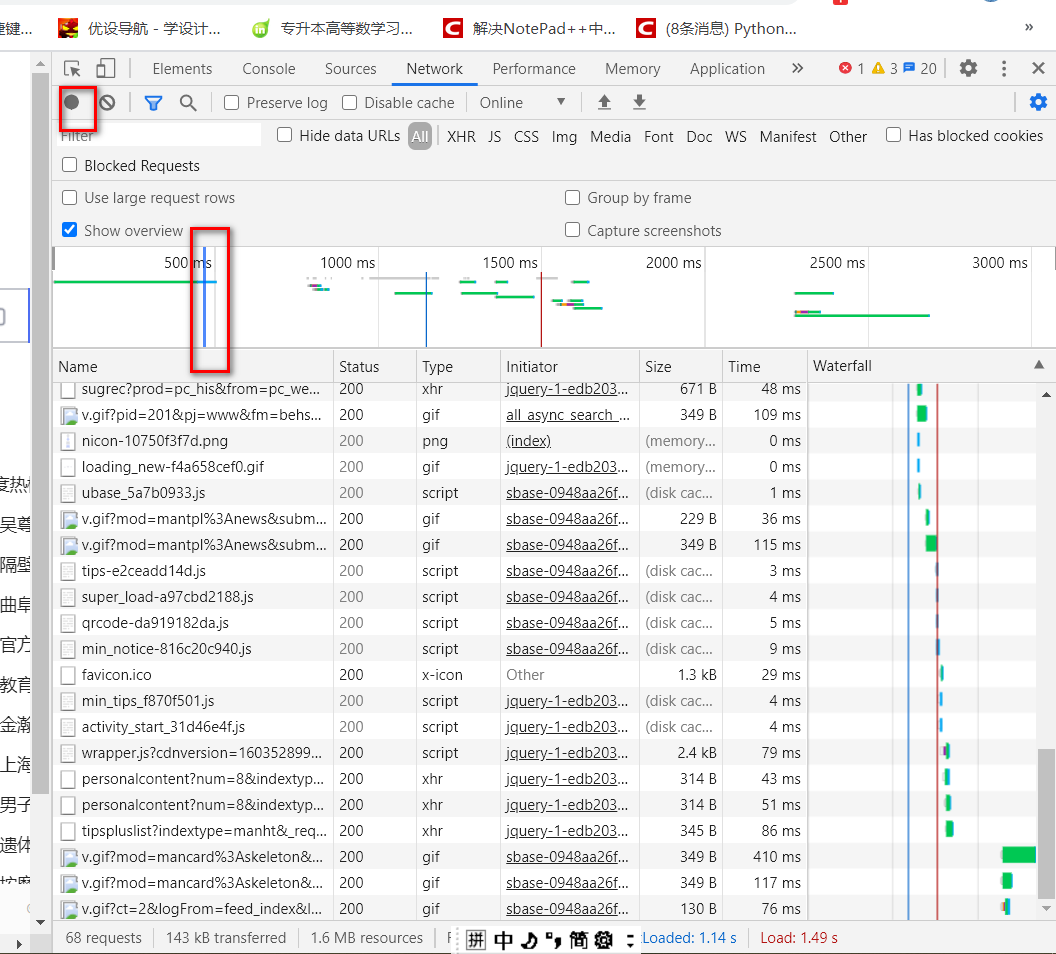 建...
优设导航 - 学设计...
专升本高等数学学习...
解决NotePad++中...
(8条消息) Python...
»
Elements Console Sources Network Performance Memory Application » 1 3 20
Preserve log Disable cache Online
Filter Hide data URLs All XHR JS CSS Img Media Font Doc WS Manifest Other Has blocked cookies
Blocked Requests
Use large request rows Group by frame
Show overview Capture screenshots
500 ms 1000 ms 1500 ms 2000 ms 2500 ms 3000 ms
Name Status Type Initiator Size Time Waterfall
sugrec?prod=pc_his&from=pc_we... 200 xhr jquery-1-edb203... 671 B 48 ms
v.gif?pid=201&pj=www&fm=behs... 200 gif all_async_search_... 349 B 109 ms
nicon-10750f3f7d.png 200 png (index) (memory... 0 ms
loading_new-f4a658cef0.gif 200 gif jquery-1-edb203... (memory... 0 ms
ubase_5a7b0933.js 200 script sbase-0948aa26f... (disk cac... 1 ms
v.gif?mod=mantpl%3Anews&subm... 200 gif sbase-0948aa26f... 229 B 36 ms
v.gif?mod=mantpl%3Anews&subm... 200 gif sbase-0948aa26f... 349 B 115 ms
tips-e2ceadd14d.js 200 script sbase-0948aa26f... (disk cac... 3 ms
super_load-a97cbd2188.js 200 script sbase-0948aa26f... (disk cac... 4 ms
qrcode-da919182da.js 200 script sbase-0948aa26f... (disk cac... 5 ms
min_notice-816c20c940.js 200 script sbase-0948aa26f... (disk cac... 9 ms
favicon.ico 200 x-icon Other 1.3 kB 29 ms
min_tips_f870f501.js 200 script jquery-1-edb203... (disk cac... 4 ms
activity_start_31d46e4f.js 200 script jquery-1-edb203... (disk cac... 4 ms
wrapper.js?cdnversion=160352899... 200 script jquery-1-edb203... 2.4 kB 79 ms
personalcontent?num=8&indextyp... 200 xhr jquery-1-edb203... 314 B 43 ms
personalcontent?num=8&indextyp... 200 xhr jquery-1-edb203... 314 B 51 ms
tipspluslist?indextype=manht&_req... 200 xhr jquery-1-edb203... 345 B 86 ms
v.gif?mod=mancard%3Askeleton&... 200 gif sbase-0948aa26f... 349 B 410 ms
v.gif?mod=mancard%3Askeleton&... 200 gif sbase-0948aa26f... 349 B 117 ms
v.gif?ct=2&logFrom=feed_index&l... 200 gif sbase-0948aa26f... 130 B 76 ms
度热
吴尊
隔壁
曲阜
官方
教育
金瀚
上海
男子
遗体
68 requests 143 kB transferred 1.6 MB resources 拼 中 简 Loaded: 1.14 s Load: 1.49 s